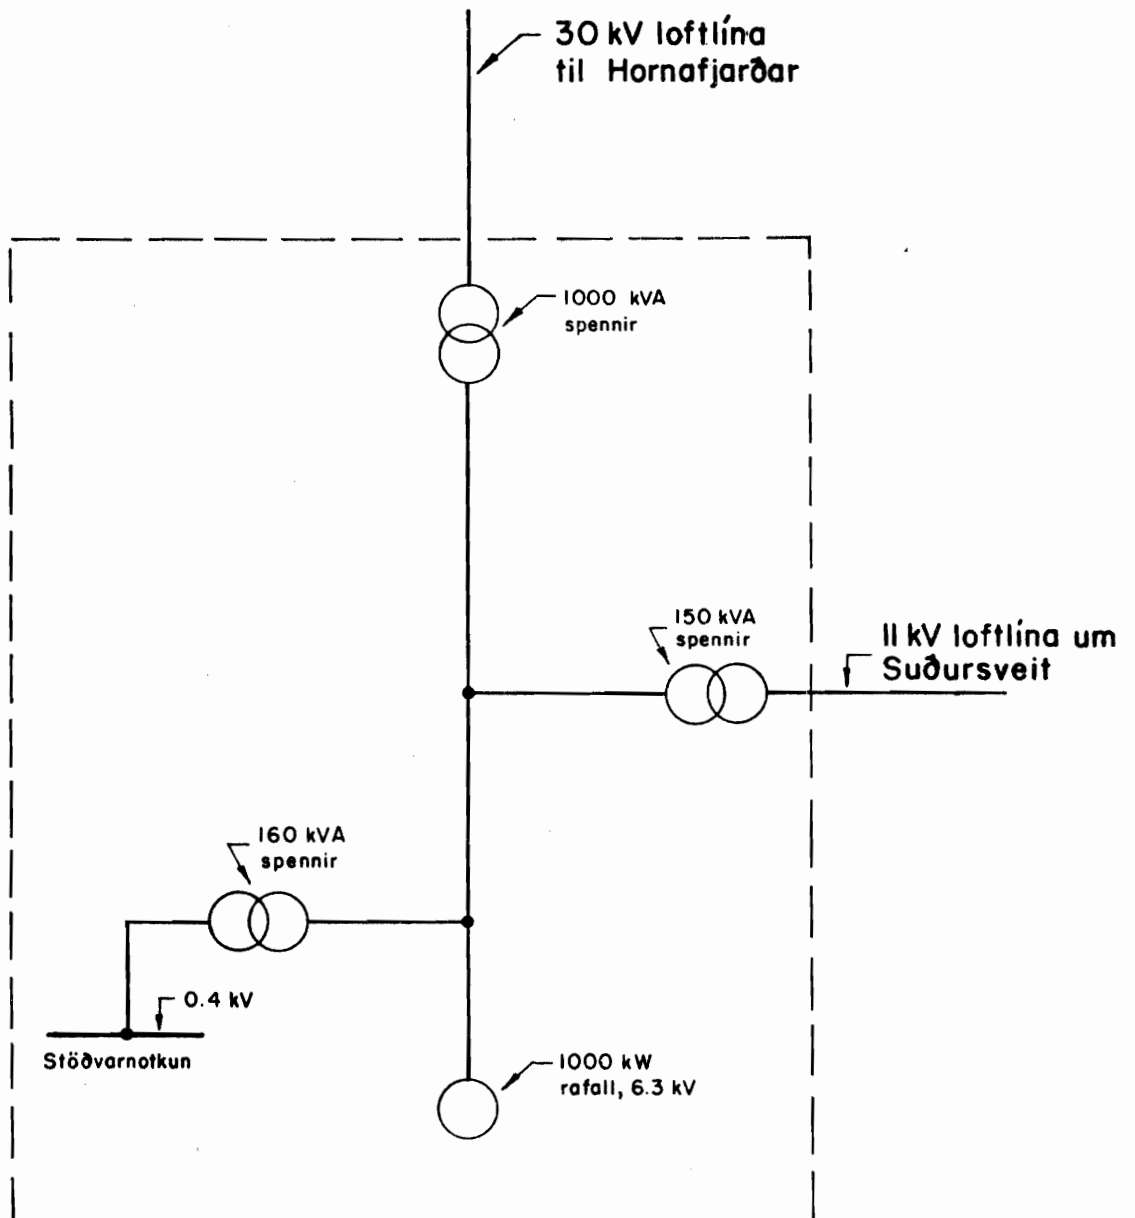 30 kV loftlína
til Hornafjarðar
1000 kVA
spennir
150 kVA
spennir
11 kV loftlína um
Suðursveit
160 kVA
spennir
0.4 kV
Stöðvarnotkun
1000 kW
rafall, 6.3 kV